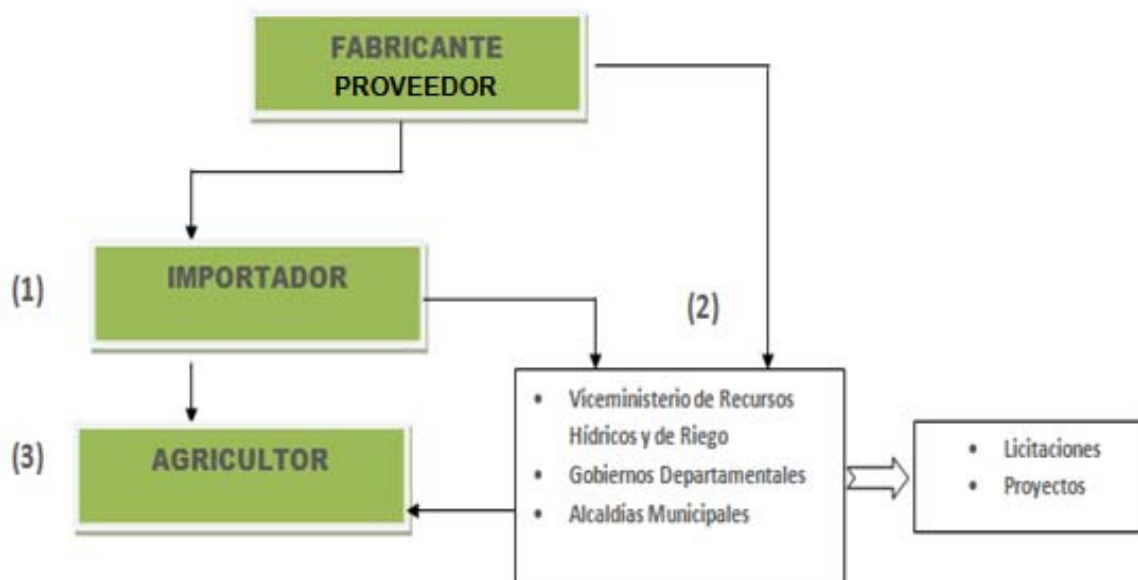 FABRICANTE
PROVEEDOR
(1)
IMPORTADOR
(2)
• Viceministerio de Recursos
Hídricos y de Riego
• Gobiernos Departamentales
• Alcaldías Municipales
(3)
AGRICULTOR
• Licitaciones
• Proyectos